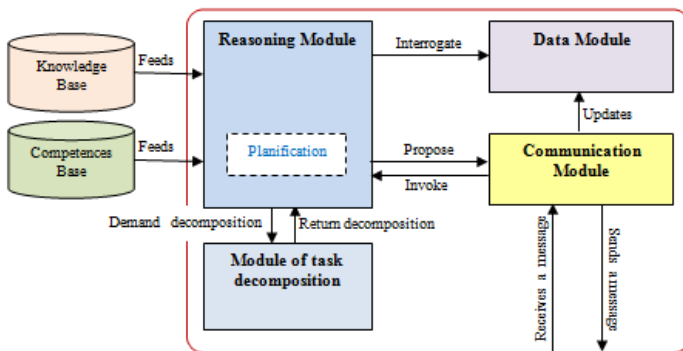 Reasoning Module
Data Module
Interrogate
Knowledge
Base
Feeds
Updates
Competences
Base
Feeds
Planification
Propose
Invoke
Communication
Module
Demand decomposition
Return decomposition
Module of task
decomposition
Receives a message
Sends a message